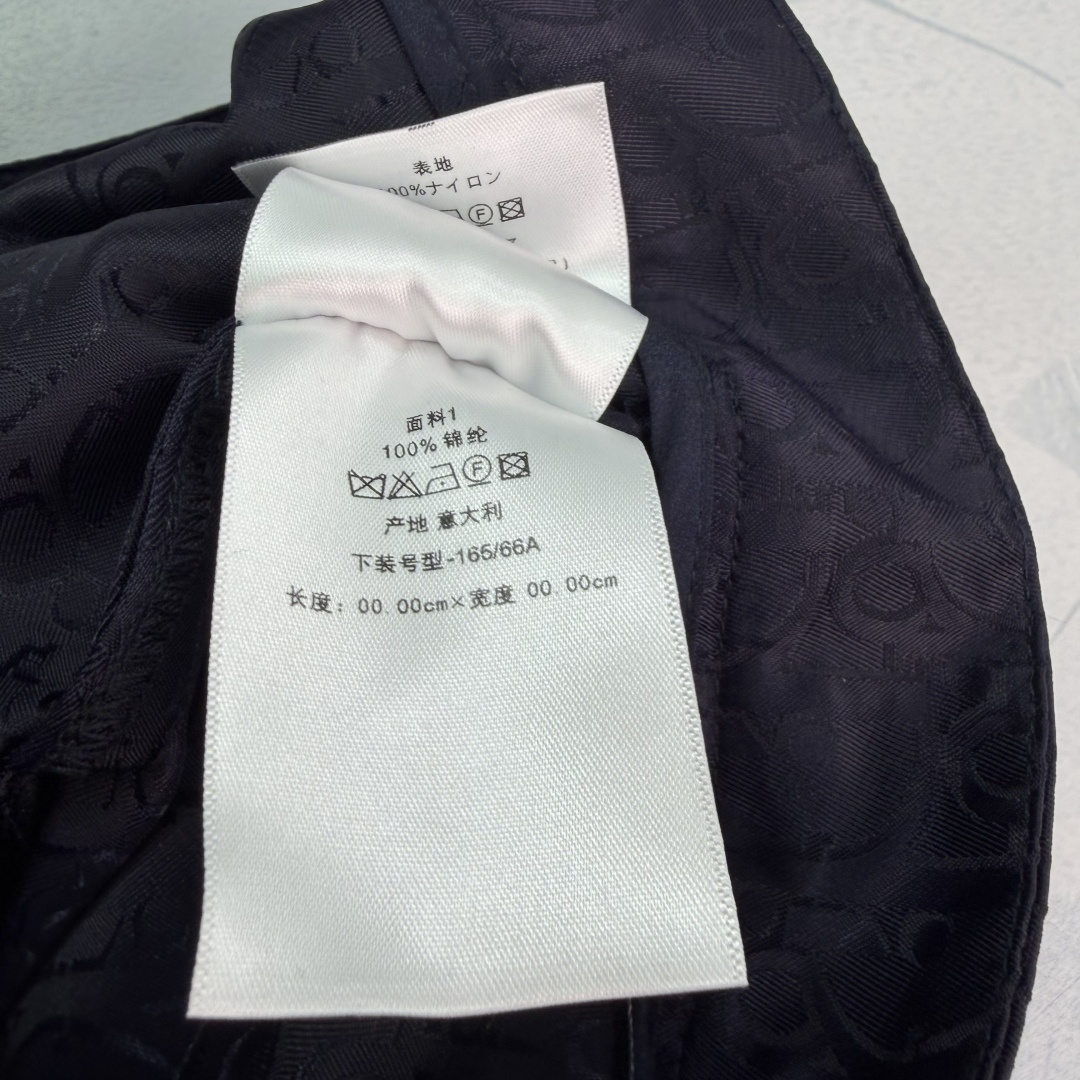 表地
00%ナイロン
F
面料1
100% 锦纶
F
产地 意大利
下装号型-165/66A
长度: 00 00cm×宽度 00 00cm